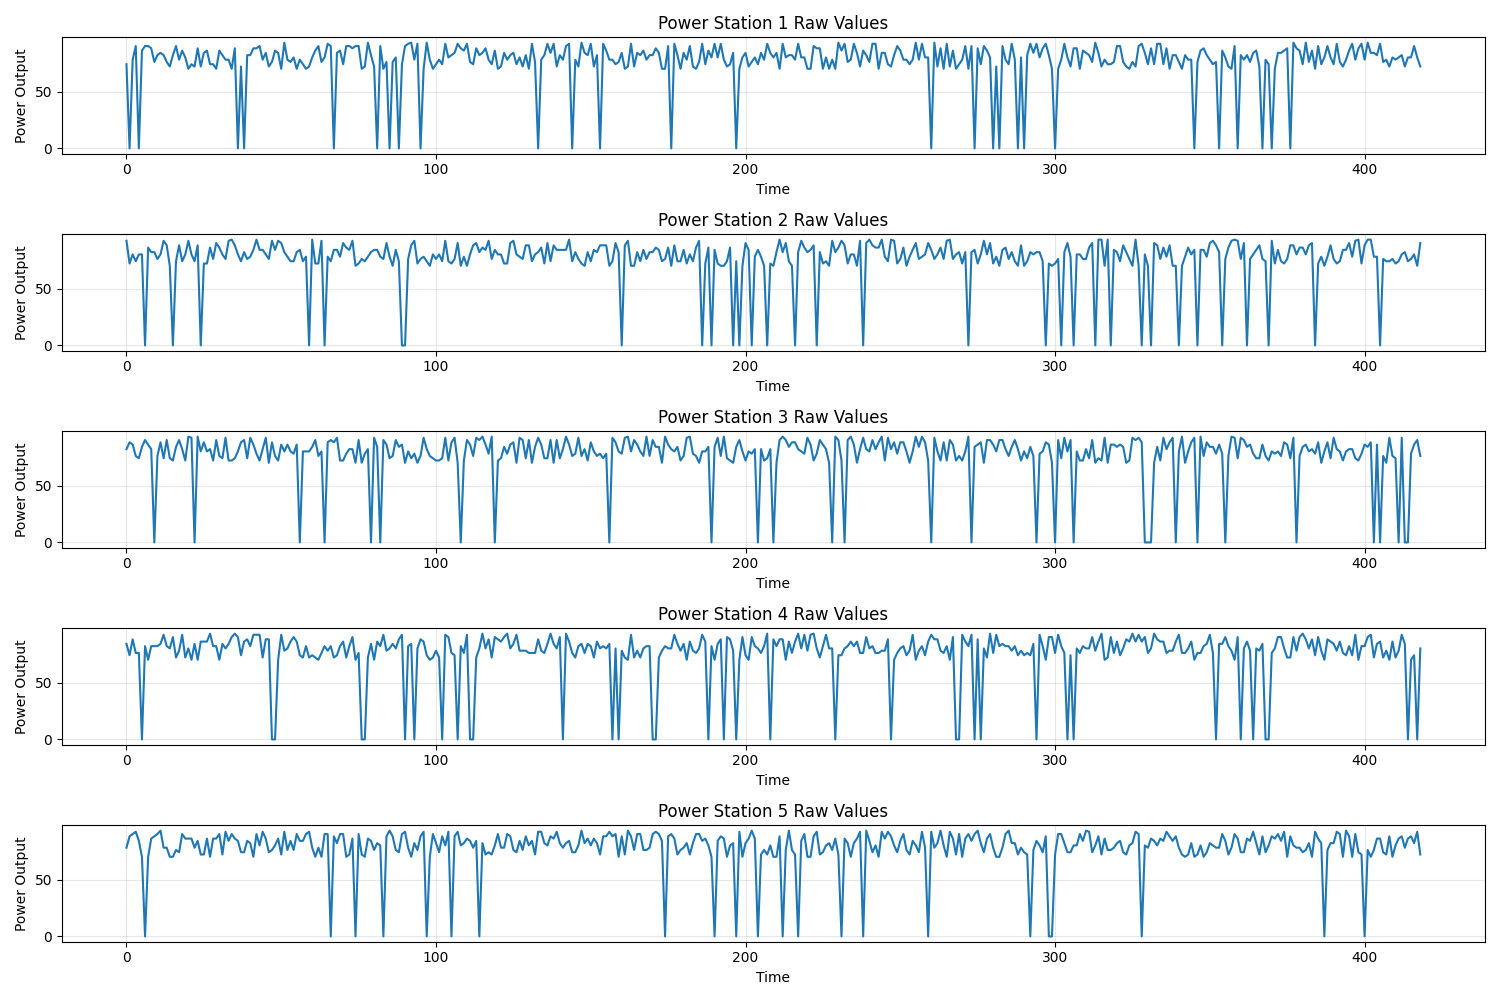 Power Station 1 Raw Values
Power Output
50
0
0 100 200 300 400
Time
Power Station 2 Raw Values
Power Output
50
0
0 100 200 300 400
Time
Power Station 3 Raw Values
Power Output
50
0
0 100 200 300 400
Time
Power Station 4 Raw Values
Power Output
50
0
0 100 200 300 400
Time
Power Station 5 Raw Values
Power Output
50
0
0 100 200 300 400
Time